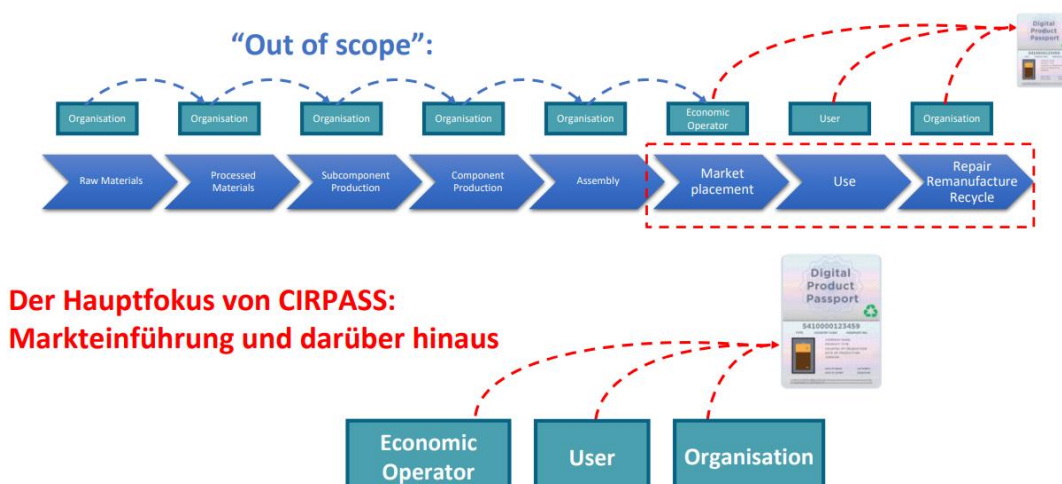 “Out of scope”:
Digital
Product
Passport
Organisation
Organisation
Organisation
Organisation
Organisation
Economic
Operator
User
Organisation
Raw Materials
Processed
Materials
Subcomponent
Production
Component
Production
Assembly
Market
placement
Use
Repair
Remanufacture
Recycle
Der Hauptfokus von CIRPASS:
Markteinführung und darüber hinaus
Digital
Product
Passport
5410000123459
Economic
Operator
User
Organisation